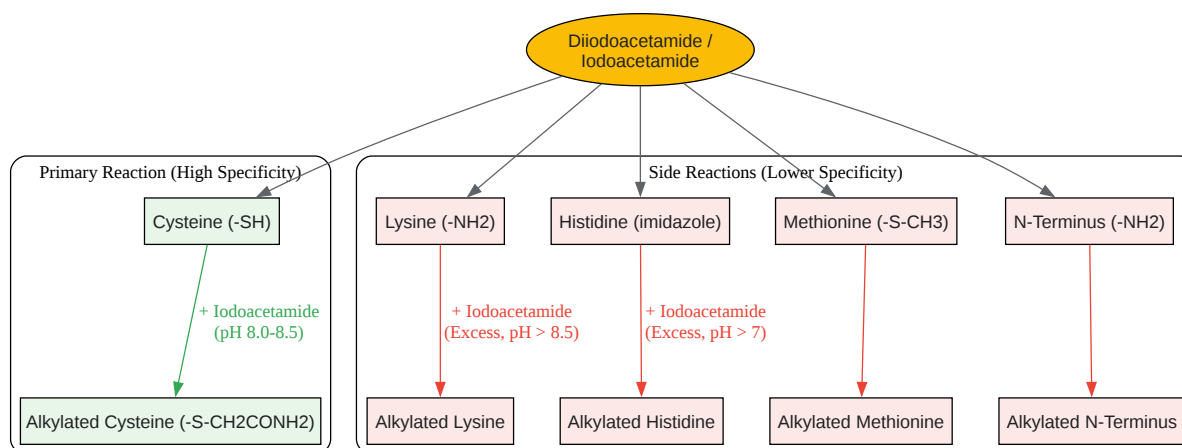 Diiodoacetamide /
Iodoacetamide
Primary Reaction (High Specificity)
Side Reactions (Lower Specificity)
Cysteine (-SH)
Lysine (-NH2)
Histidine (imidazole)
Methionine (-S-CH3)
N-Terminus (-NH2)
+ Iodoacetamide
(pH 8.0-8.5)
+ Iodoacetamide
(Excess, pH > 8.5)
+ Iodoacetamide
(Excess, pH > 7)
Alkylated Cysteine (-S-CH2CONH2)
Alkylated Lysine
Alkylated Histidine
Alkylated Methionine
Alkylated N-Terminus